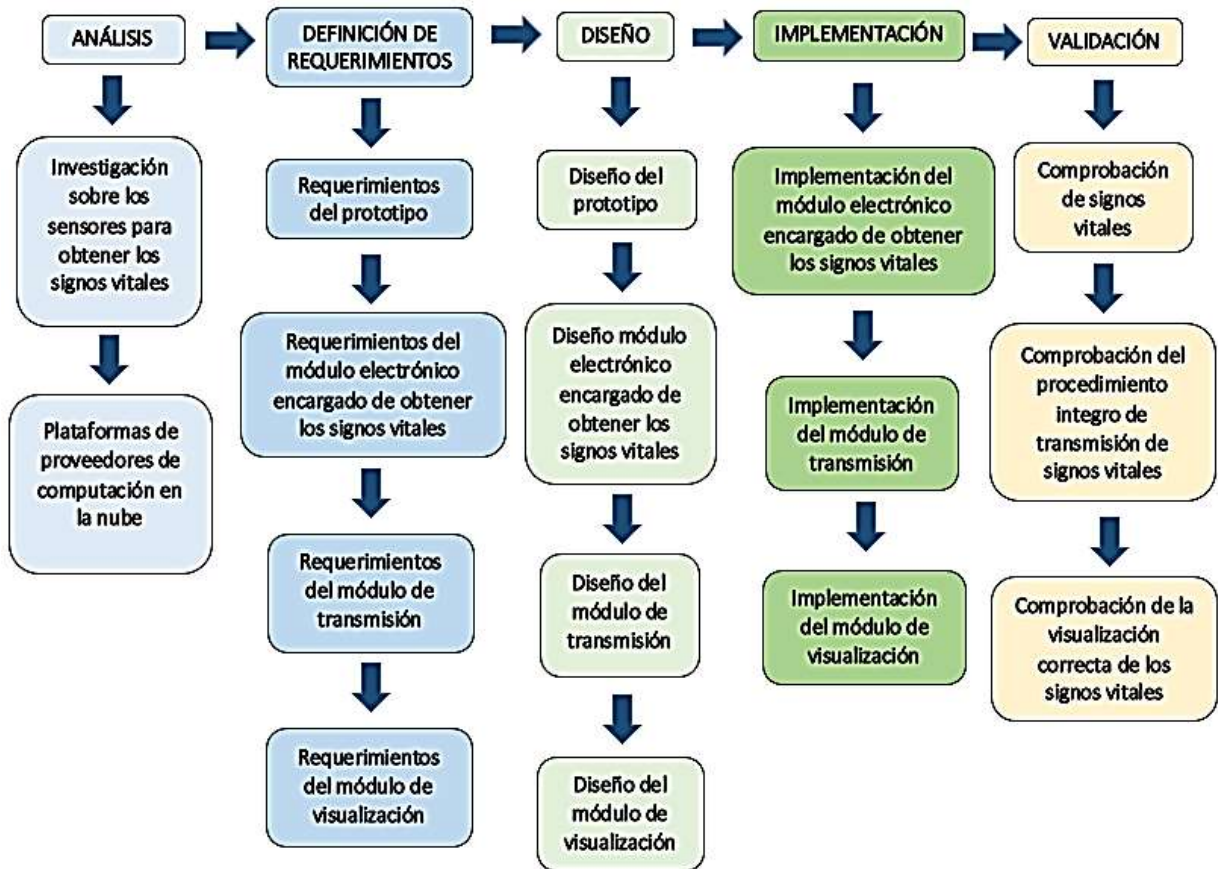 ANÁLISIS
DEFINICIÓN DE
REQUERIMIENTOS
DISEÑO
IMPLEMENTACIÓN
VALIDACIÓN
Investigación
sobre los
sensores para
obtener los
signos vitales
Plataformas de
proveedores de
computación en
la nube
Requerimientos
del prototipo
Requerimientos del
módulo electrónico
encargado de obtener
los signos vitales
Requerimientos
del módulo de
transmisión
Requerimientos
del módulo de
visualización
Diseño del
prototipo
Diseño módulo
electrónico
encargado de
obtener los
signos vitales
Diseño del
módulo de
transmisión
Diseño del
módulo de
visualización
Implementación del
módulo electrónico
encargado de obtener
los signos vitales
Implementación
del módulo de
transmisión
Implementación
del módulo de
visualización
Comprobación
de signos
vitales
Comprobación del
procedimiento
integro de
transmisión de
signos vitales
Comprobación de la
visualización
correcta de los
signos vitales